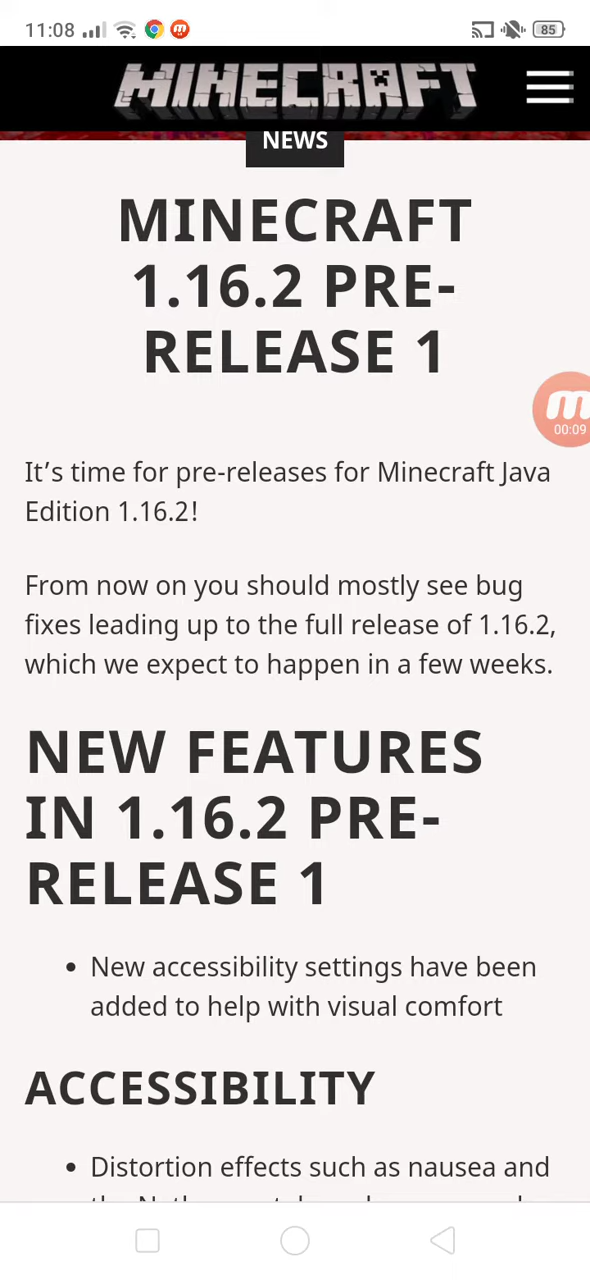 11:08
85
MINECRAFT
NEWS
MINECRAFT
1.16.2 PRE-
RELEASE 1
00:09
It’s time for pre-releases for Minecraft Java
Edition 1.16.2!
From now on you should mostly see bug
fixes leading up to the full release of 1.16.2,
which we expect to happen in a few weeks.
NEW FEATURES
IN 1.16.2 PRE-
RELEASE 1
New accessibility settings have been
added to help with visual comfort
ACCESSIBILITY
Distortion effects such as nausea and